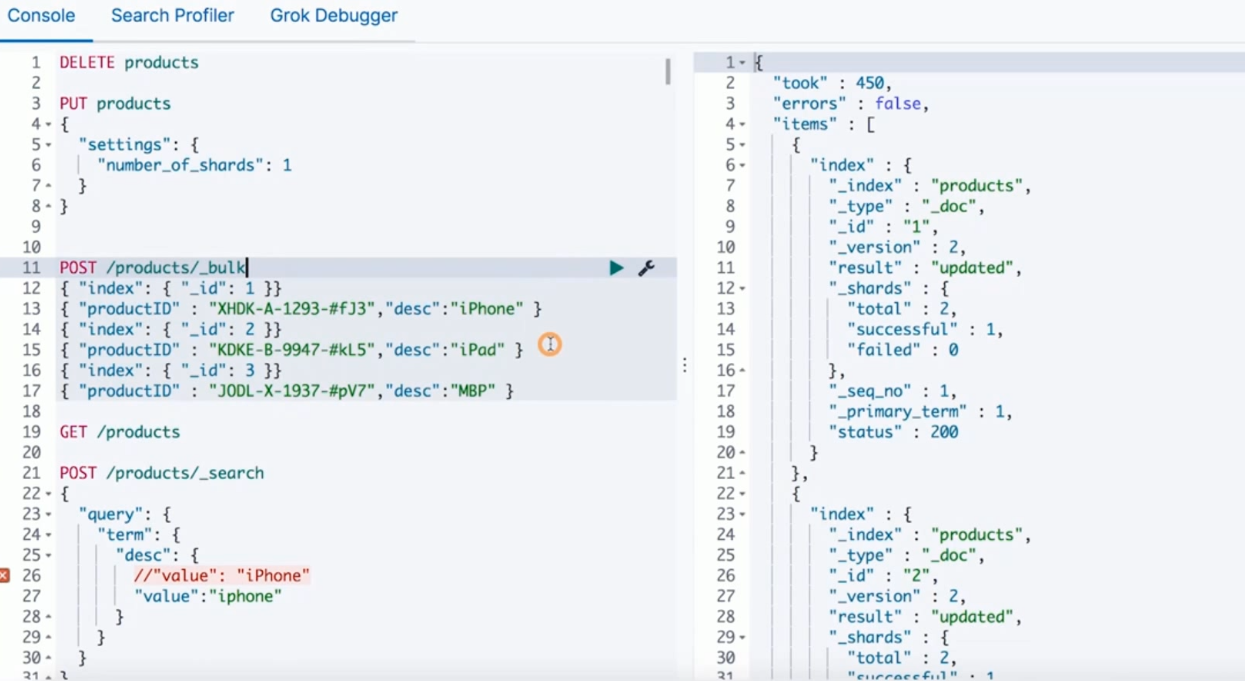 Console Search Profiler Grok Debugger
1 DELETE products
2
3 PUT products
4 {
5 "settings": {
6 "number_of_shards": 1
7 }
8 }
9
10
11 POST /products/_bulk
12 { "index": { "_id": 1 }}
13 { "productID" : "XHDK-A-1293-#fJ3","desc":"iPhone" }
14 { "index": { "_id": 2 }}
15 { "productID" : "KDKE-B-9947-#kL5","desc":"iPad" }
16 { "index": { "_id": 3 }}
17 { "productID" : "JODL-X-1937-#pV7","desc":"MBP" }
18
19 GET /products
20
21 POST /products/_search
22 {
23 "query": {
24 "term": {
25 "desc": {
26 //"value": "iPhone"
27 "value":"iphone"
28 }
29 }
30 }
31 }
1 {
2 "took" : 450,
3 "errors" : false,
4 "items" : [
5 {
6 "index" : {
7 "_index" : "products",
8 "_type" : "_doc",
9 "_id" : "1",
10 "_version" : 2,
11 "result" : "updated",
12 "_shards" : {
13 "total" : 2,
14 "successful" : 1,
15 "failed" : 0
16 },
17 "_seq_no" : 1,
18 "_primary_term" : 1,
19 "status" : 200
20 }
21 },
22 {
23 "index" : {
24 "_index" : "products",
25 "_type" : "_doc",
26 "_id" : "2",
27 "_version" : 2,
28 "result" : "updated",
29 "_shards" : {
30 "total" : 2,
31 "successful" : 1